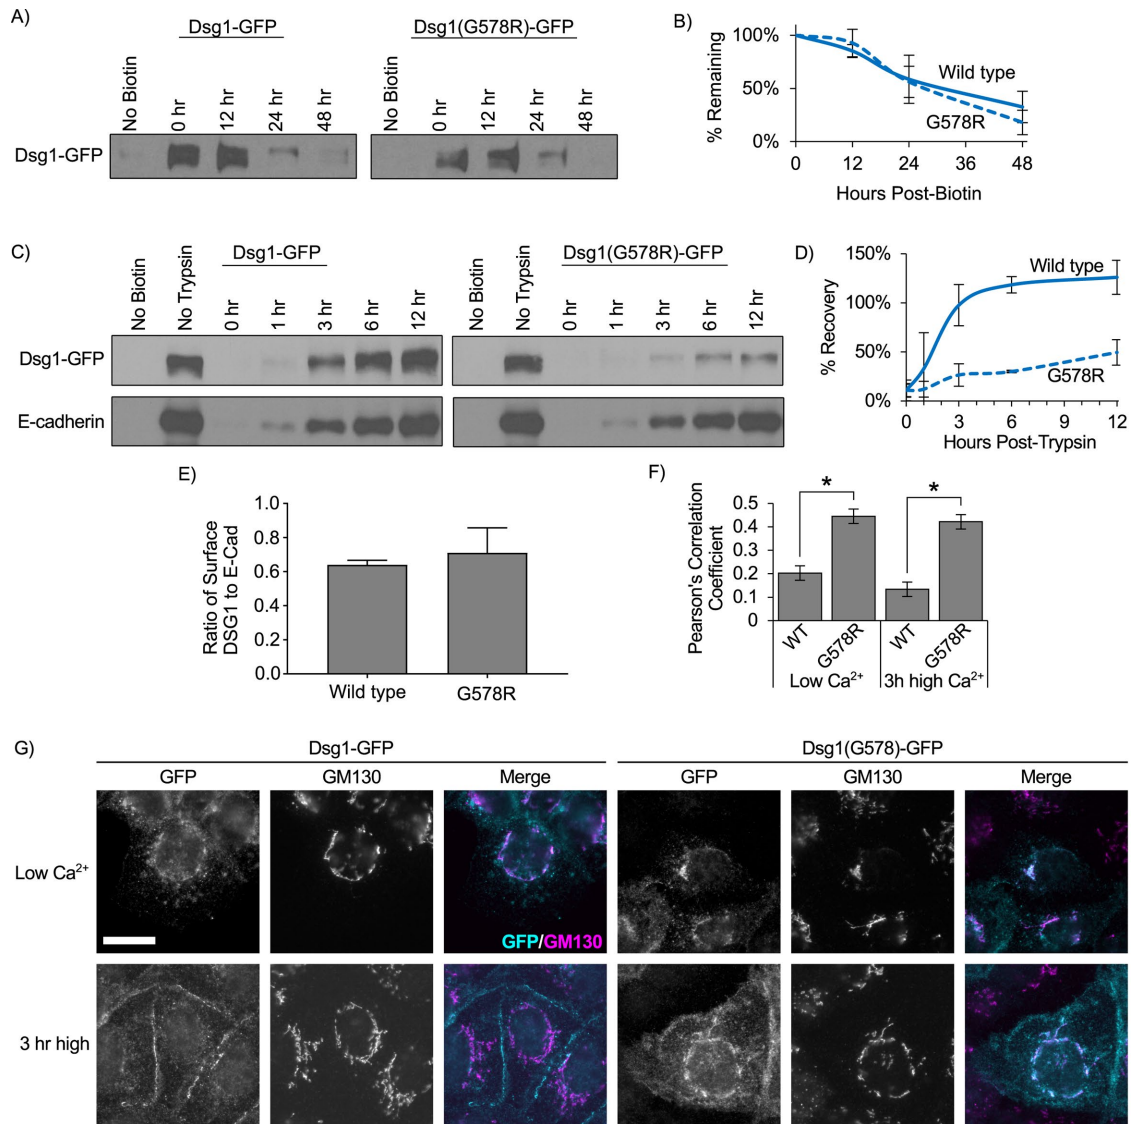 A)
Dsg1-GFP
Dsg1(G578R)-GFP
No Biotin
0 hr
12 hr
24 hr
48 hr
No Biotin
0 hr
12 hr
24 hr
48 hr
Dsg1-GFP
B)
% Remaining
100%
50%
0%
Wild type
G578R
0 12 24 36 48
Hours Post-Biotin
C)
Dsg1-GFP
Dsg1(G578R)-GFP
No Biotin
No Trypsin
0 hr
1 hr
3 hr
6 hr
12 hr
No Biotin
No Trypsin
0 hr
1 hr
3 hr
6 hr
12 hr
Dsg1-GFP
E-cadherin
D)
% Recovery
150%
100%
50%
0%
Wild type
G578R
0 3 6 9 12
Hours Post-Trypsin
E)
Ratio of Surface
DSG1 to E-Cad
1.0
0.8
0.6
0.4
0.2
0.0
Wild type G578R
F)
Pearson's Correlation
Coefficient
0.5
0.4
0.3
0.2
0.1
0
* *
WT
G578R
WT
G578R
Low Ca²⁺ 3h high Ca²⁺
G)
Dsg1-GFP Dsg1(G578)-GFP
GFP GM130 Merge GFP GM130 Merge
Low Ca²⁺
GFP/GM130
3 hr high